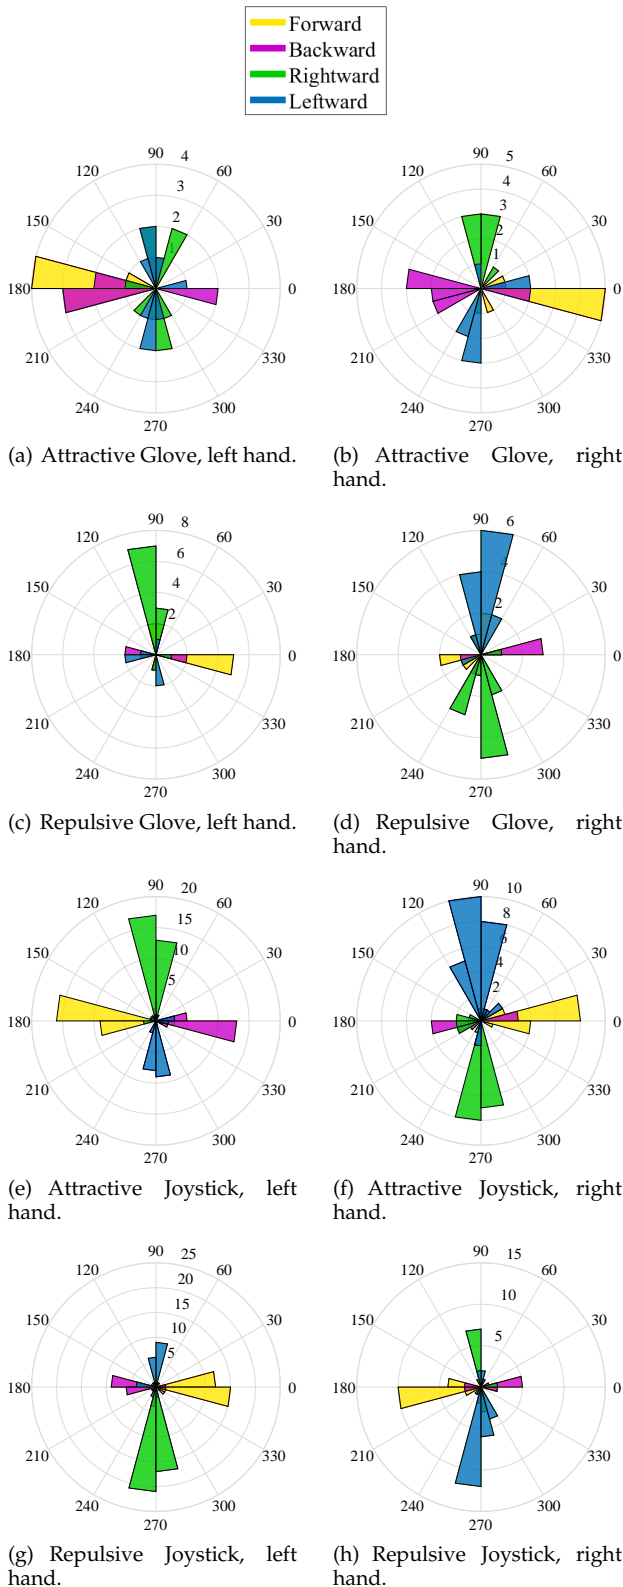 Forward
Backward
Rightward
Leftward
90 4
120 60
3
150 2 30
1
180 0
210 330
240 300
270
(a) Attractive Glove, left hand.
90 5
120 4 60
3
150 2 30
1
180 0
210 330
240 300
270
(b) Attractive Glove, right
hand.
90 8
120 6 60
4
150 2 30
180 0
210 330
240 300
270
(c) Repulsive Glove, left hand.
90 6
120 60
4
150 2 30
180 0
210 330
240 300
270
(d) Repulsive Glove, right
hand.
90 20
120 15 60
10
150 5 30
180 0
210 330
240 300
270
(e) Attractive Joystick, left
hand.
90 10
120 8 60
6
150 4 30
2
180 0
210 330
240 300
270
(f) Attractive Joystick, right
hand.
90 25
120 20 60
15
150 10 30
5
180 0
210 330
240 300
270
(g) Repulsive Joystick, left
hand.
90 15
120 60
10
150 5 30
180 0
210 330
240 300
270
(h) Repulsive Joystick, right
hand.